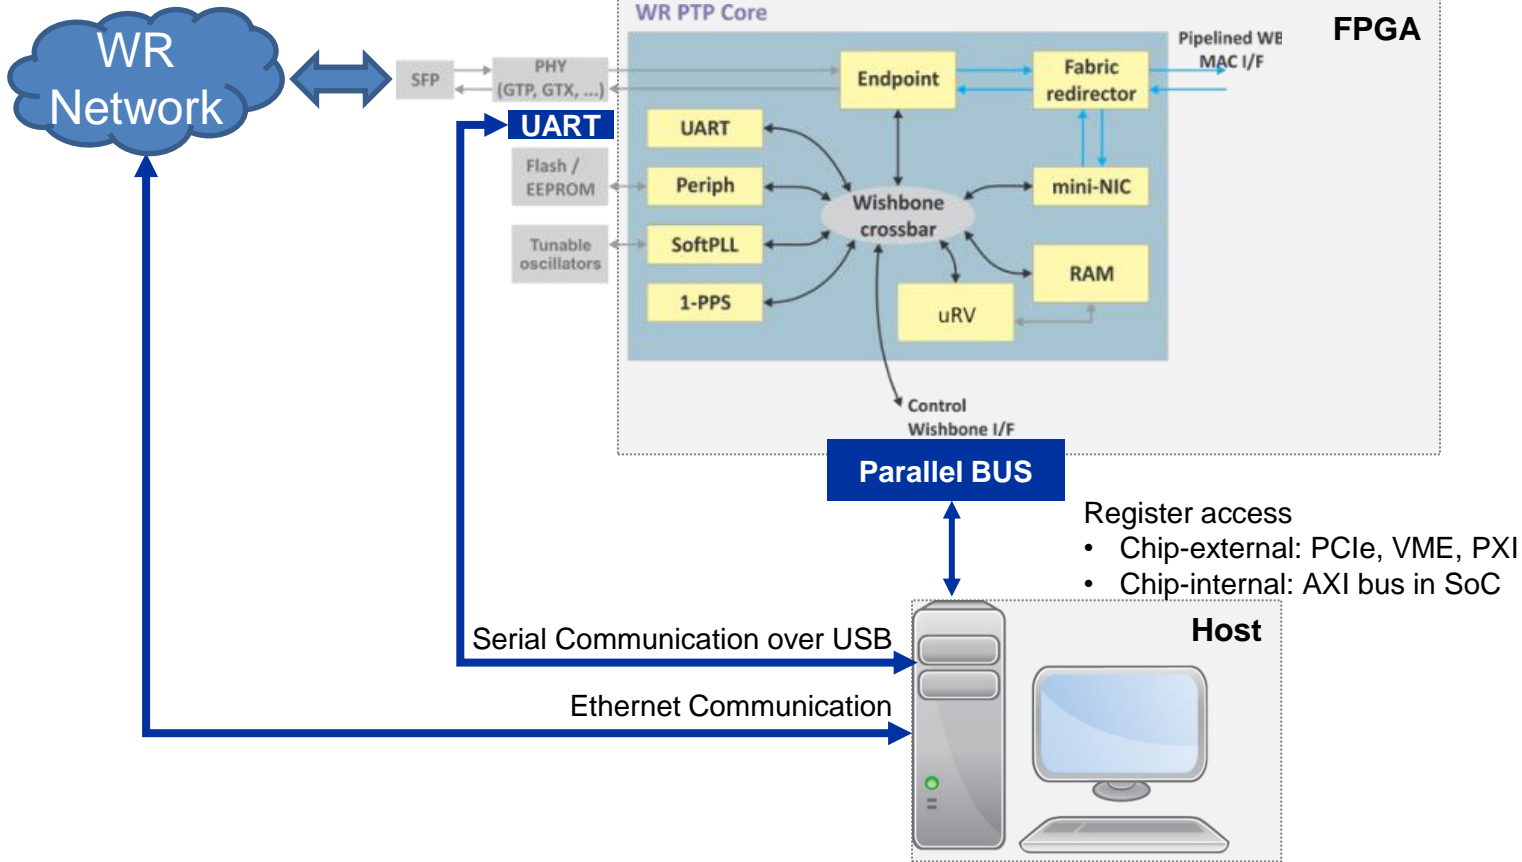 WR PTP Core
FPGA
WR
Network
SFP
PHY
(GTP, GTX, ...)
Endpoint
Fabric
redirector
Pipelined WB
MAC I/F
UART
UART
Flash /
EEPROM
Periph
mini-NIC
Wishbone
crossbar
Tunable
oscillators
SoftPLL
RAM
1-PPS
uRV
Control
Wishbone I/F
Parallel BUS
Register access
• Chip-external: PCIe, VME, PXI
• Chip-internal: AXI bus in SoC
Host
Serial Communication over USB
Ethernet Communication